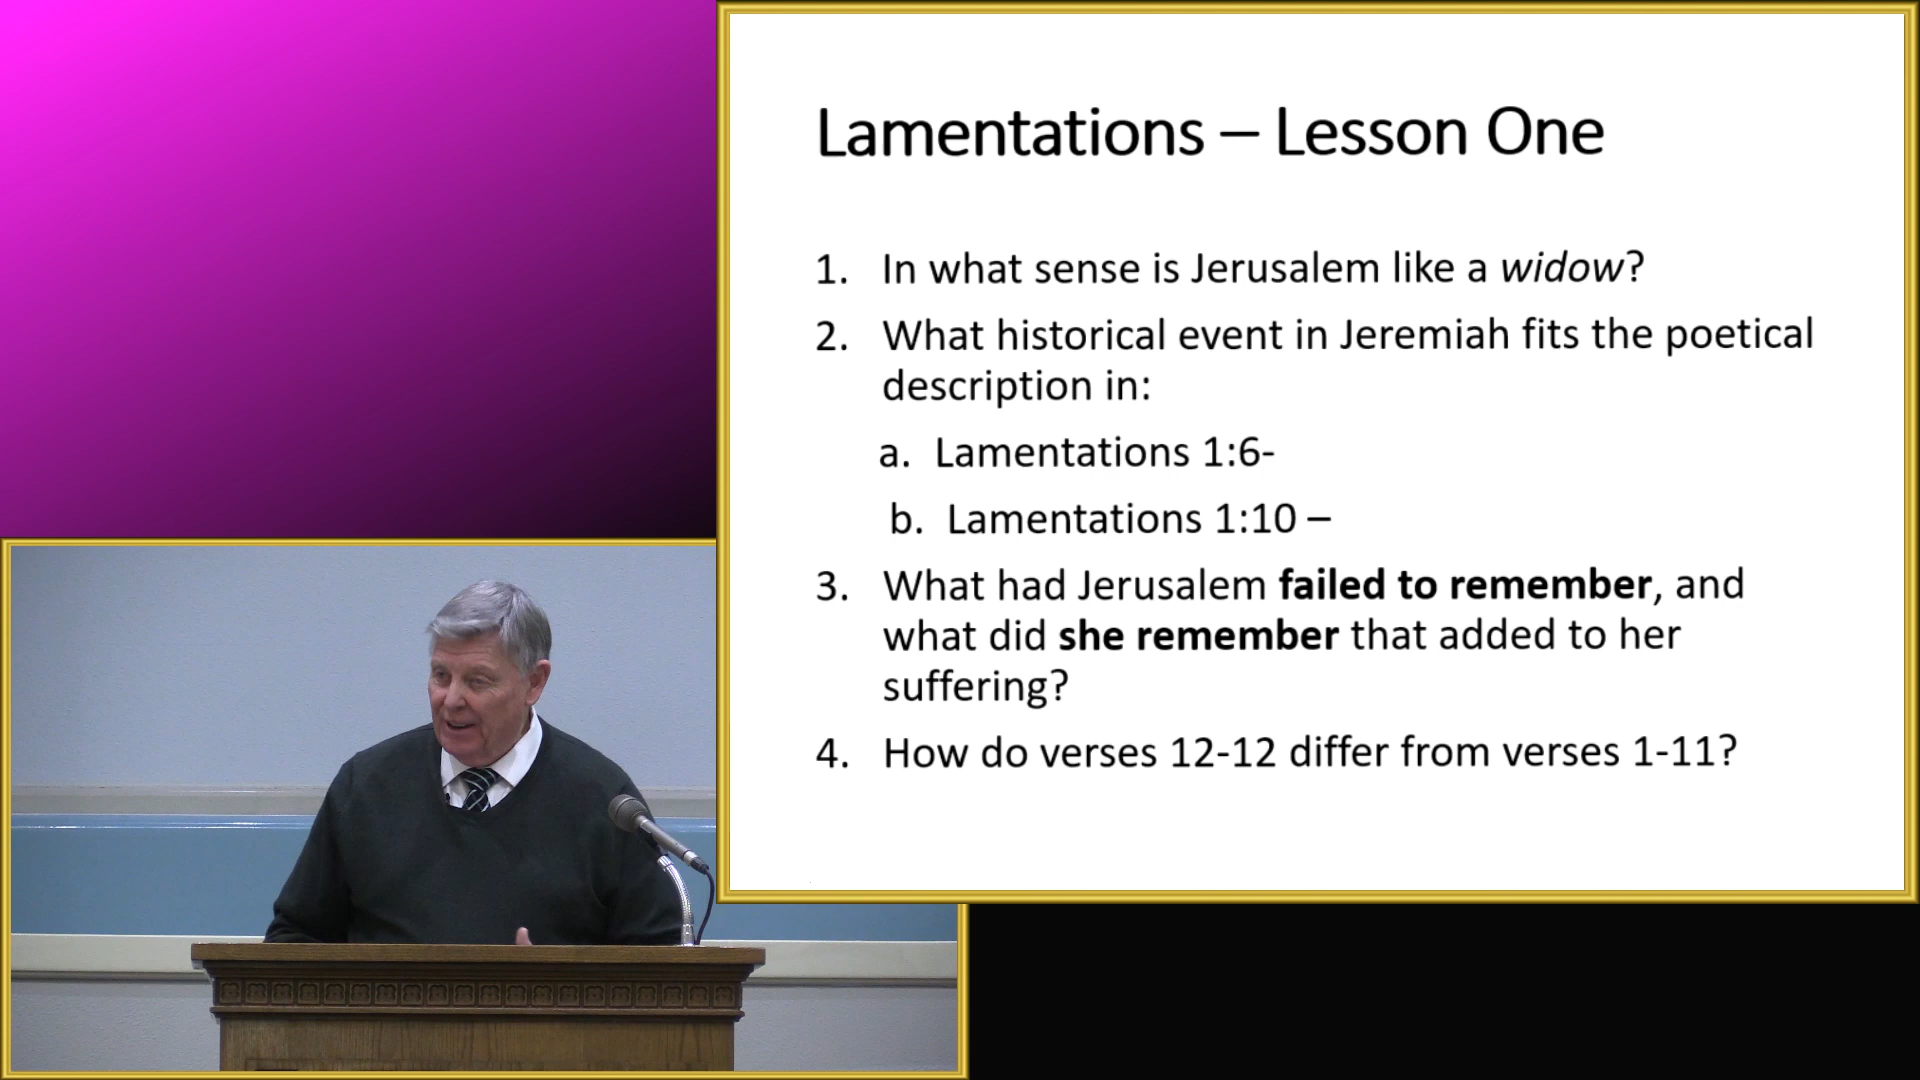 Lamentations – Lesson One
1. In what sense is Jerusalem like a widow?
2. What historical event in Jeremiah fits the poetical
description in:
a. Lamentations 1:6-
b. Lamentations 1:10 –
3. What had Jerusalem failed to remember, and
what did she remember that added to her
suffering?
4. How do verses 12-12 differ from verses 1-11?